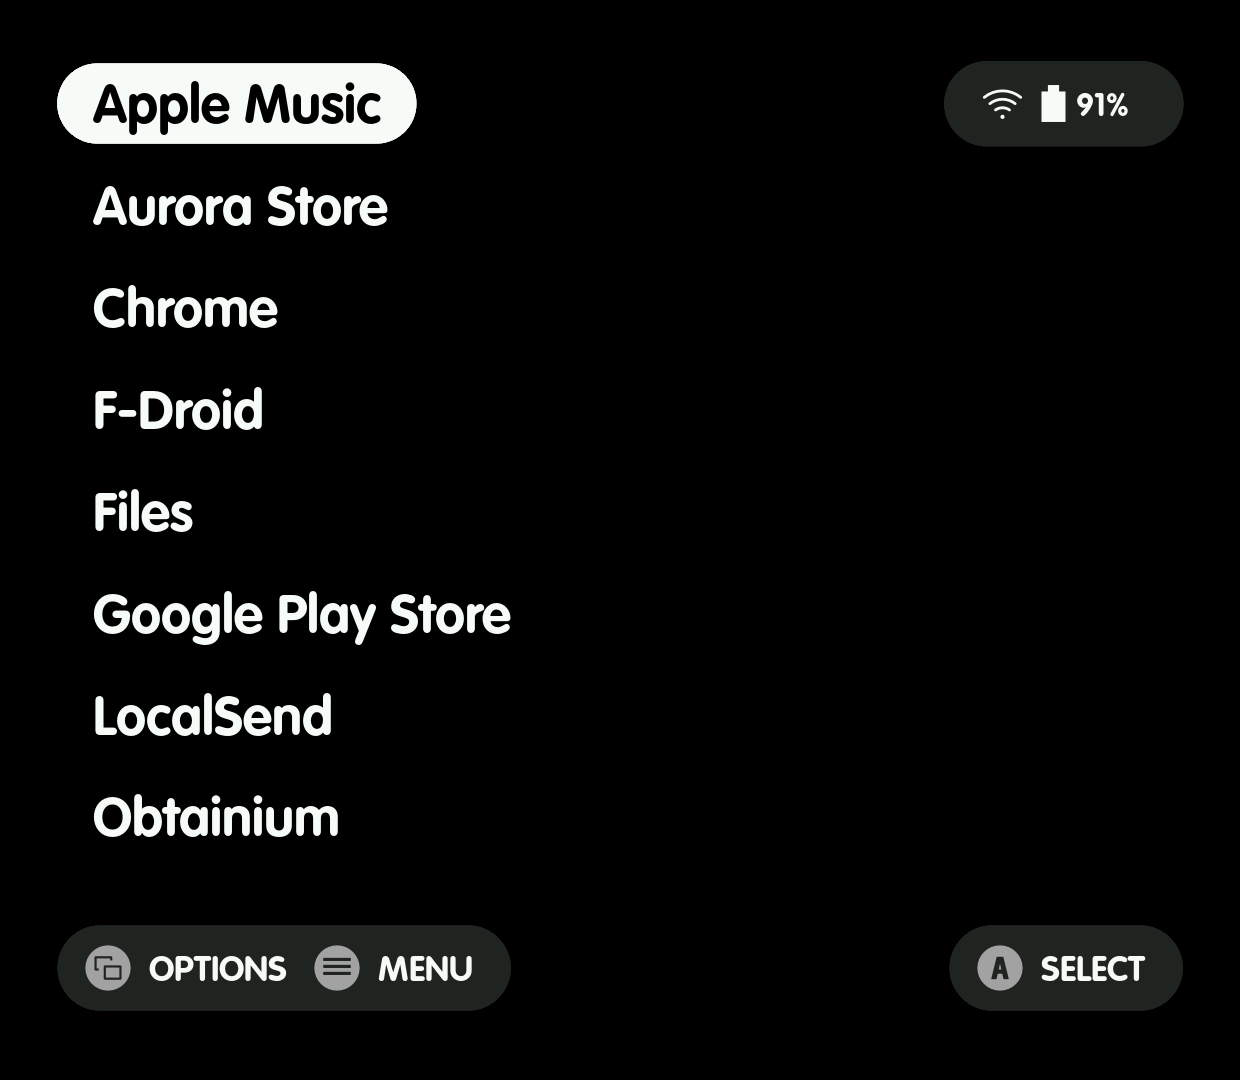 Apple Music
91%
Aurora Store
Chrome
F-Droid
Files
Google Play Store
LocalSend
Obtainium
OPTIONS MENU
A SELECT